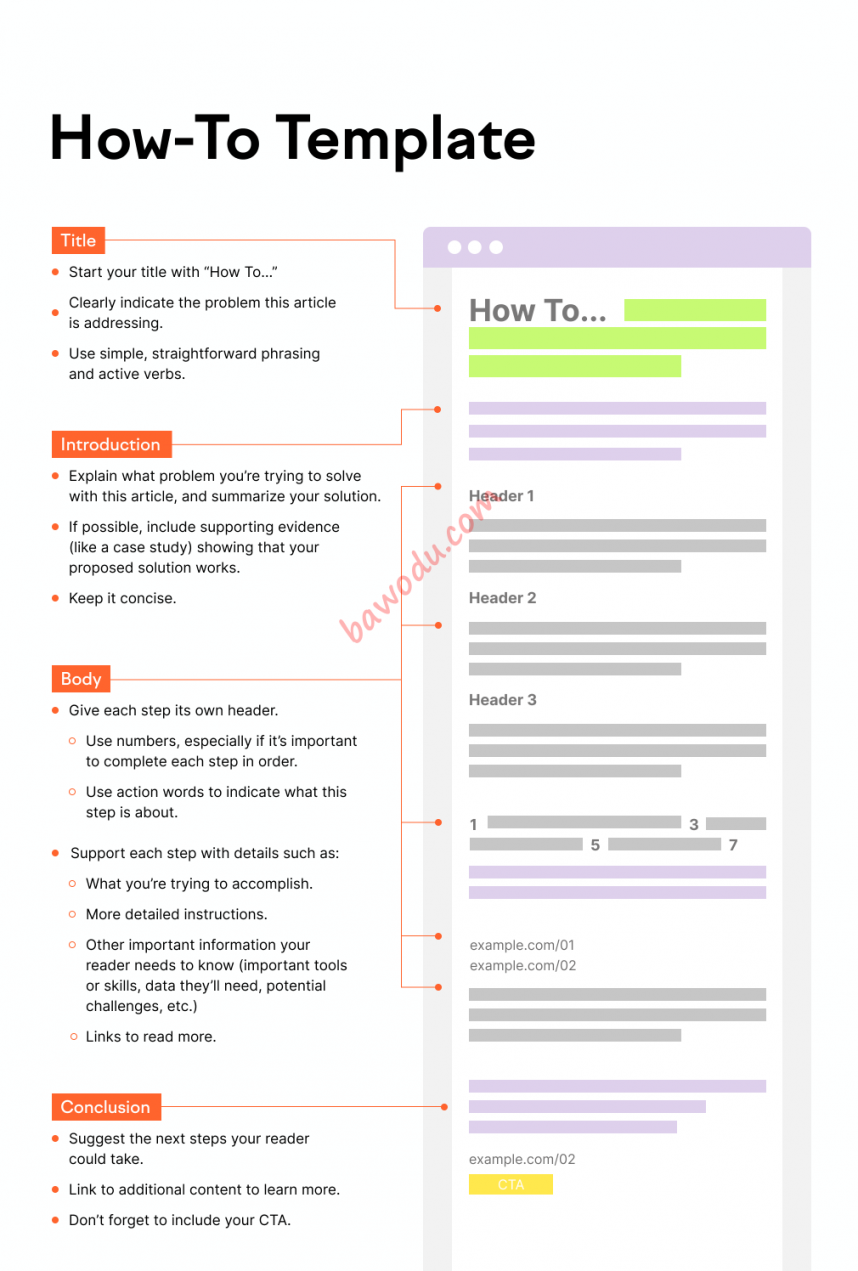 How-To Template
Title
Start your title with “How To...”
Clearly indicate the problem this article
is addressing.
Use simple, straightforward phrasing
and active verbs.
Introduction
Explain what problem you’re trying to solve
with this article, and summarize your solution.
If possible, include supporting evidence
(like a case study) showing that your
proposed solution works.
Keep it concise.
Body
Give each step its own header.
Use numbers, especially if it’s important
to complete each step in order.
Use action words to indicate what this
step is about.
Support each step with details such as:
What you’re trying to accomplish.
More detailed instructions.
Other important information your
reader needs to know (important tools
or skills, data they’ll need, potential
challenges, etc.)
Links to read more.
Conclusion
Suggest the next steps your reader
could take.
Link to additional content to learn more.
Don’t forget to include your CTA.
How To...
Header 1
Header 2
Header 3
1 3
5 7
example.com/01
example.com/02
example.com/02
CTA
bawodu.com